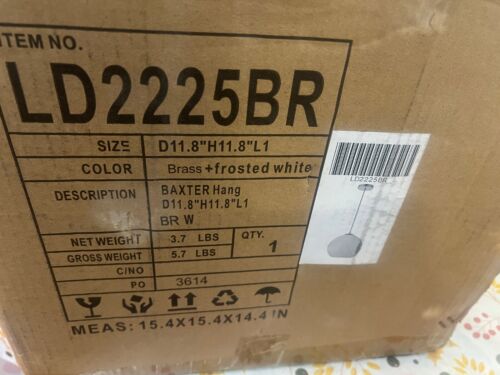 ITEM NO.
LD2225BR
SIZE D11.8"H11.8"L1
COLOR Brass+frosted white
DESCRIPTION BAXTER Hang
D11.8"H11.8"L1
BR W
NET WEIGHT 3.7 LBS QTY.
GROSS WEIGHT 5.7 LBS 1
C/NO
PO 3614
MEAS: 15.4X15.4X14.4 IN
LD2225BR